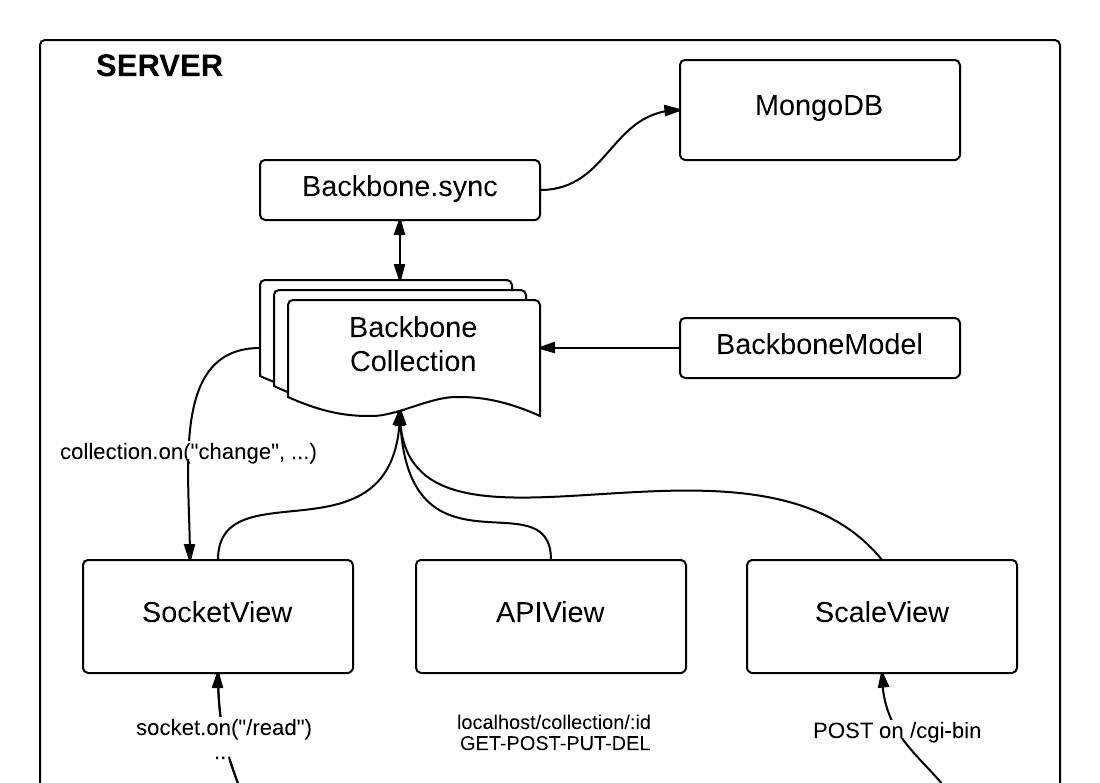 SERVER
MongoDB
Backbone.sync
Backbone
Collection
BackboneModel
collection.on("change", ...)
SocketView
APIView
ScaleView
socket.on("/read")
...
localhost/collection/:id
GET-POST-PUT-DEL
POST on /cgi-bin